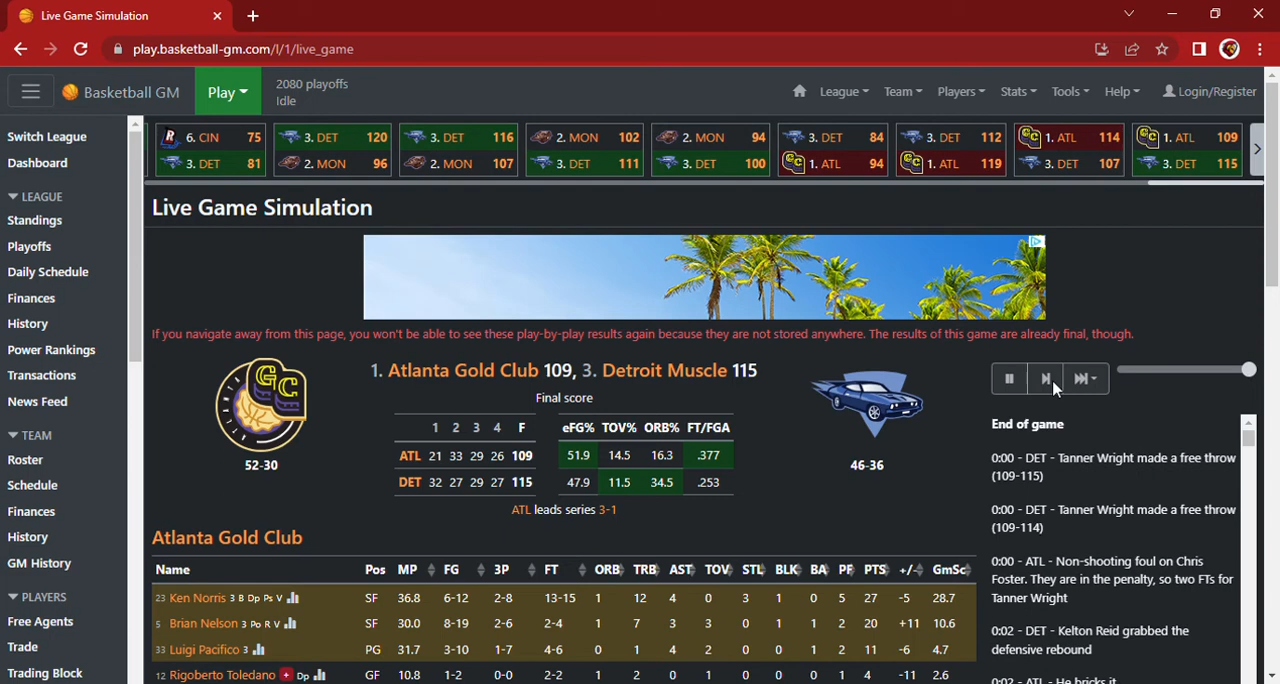 Live Game Simulation
play.basketball-gm.com/l/1/live_game
Basketball GM
Play
2080 playoffs
Idle
League
Team
Players
Stats
Tools
Help
Login/Register
Switch League
Dashboard
LEAGUE
Standings
Playoffs
Daily Schedule
Finances
History
Power Rankings
Transactions
News Feed
TEAM
Roster
Schedule
Finances
History
GM History
PLAYERS
Free Agents
Trade
Trading Block
6. CIN 75
3. DET 81
3. DET 120
2. MON 96
3. DET 116
2. MON 107
2. MON 102
3. DET 111
2. MON 94
3. DET 100
3. DET 84
1. ATL 94
3. DET 112
1. ATL 119
1. ATL 114
3. DET 107
1. ATL 109
3. DET 115
Live Game Simulation
If you navigate away from this page, you won't be able to see these play-by-play results again because they are not stored anywhere. The results of this game are already final, though.
GC
52-30
1. Atlanta Gold Club 109, 3. Detroit Muscle 115
Final score
1 2 3 4 F
ATL 21 33 29 26 109
DET 32 27 29 27 115
eFG% TOV% ORB% FT/FGA
51.9 14.5 16.3 .377
47.9 11.5 34.5 .253
ATL leads series 3-1
46-36
Atlanta Gold Club
Name Pos MP FG 3P FT ORB TRB AST TOV STL BLK BA PF PTS +/- GmSc
23 Ken Norris 3 B Dp Ps V SF 36.8 6-12 2-8 13-15 1 12 4 0 3 1 0 5 27 -5 28.7
5 Brian Nelson 3 Po R V SF 30.0 8-19 2-6 2-4 1 7 3 3 0 1 1 2 20 +11 10.6
33 Luigi Pacifico 3 PG 31.7 3-10 1-7 4-6 0 1 4 2 0 0 1 2 11 -6 4.7
12 Rigoberto Toledano Dp GF 10.8 1-2 0-0 2-2 1 2 0 1 0 0 0 1 4 -11 2.6
End of game
0:00 - DET - Tanner Wright made a free throw
(109-115)
0:00 - DET - Tanner Wright made a free throw
(109-114)
0:00 - ATL - Non-shooting foul on Chris
Foster. They are in the penalty, so two FTs for
Tanner Wright
0:02 - DET - Kelton Reid grabbed the
defensive rebound
0:02 - ATL - He bricks it